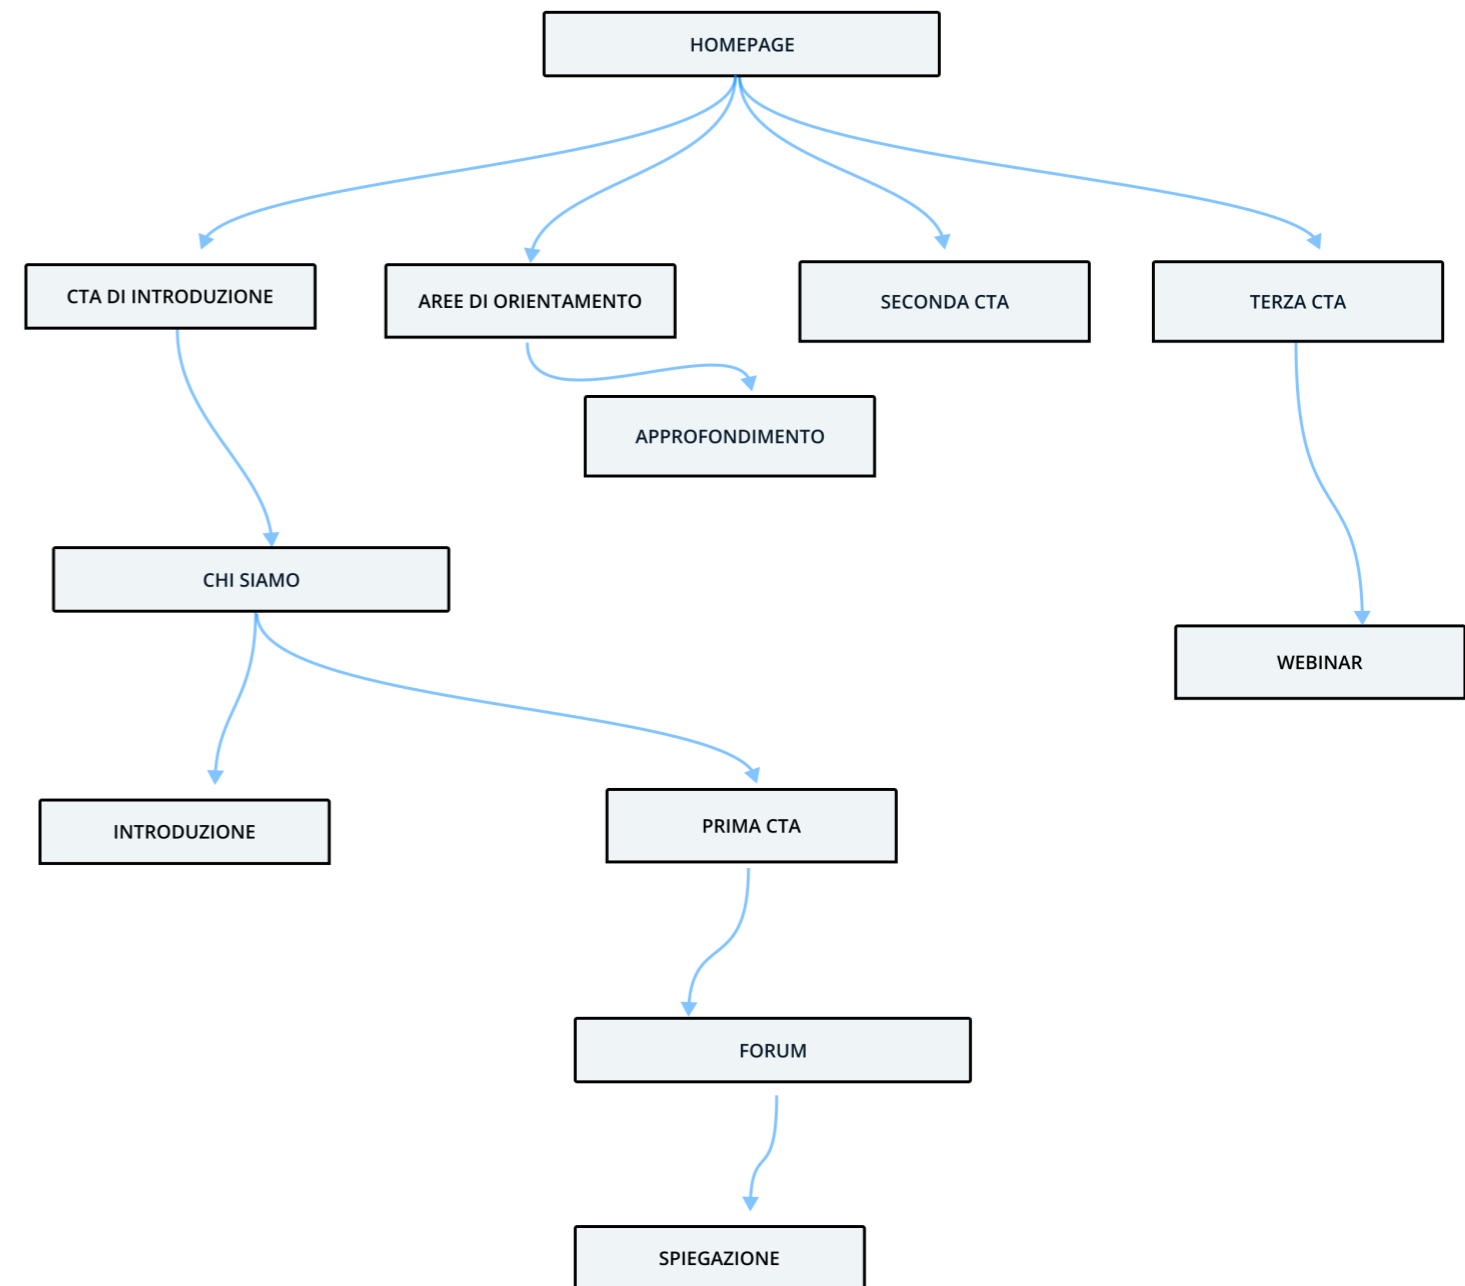 HOMEPAGE
CTA DI INTRODUZIONE
AREE DI ORIENTAMENTO
SECONDA CTA
TERZA CTA
APPROFONDIMENTO
CHI SIAMO
WEBINAR
INTRODUZIONE
PRIMA CTA
FORUM
SPIEGAZIONE